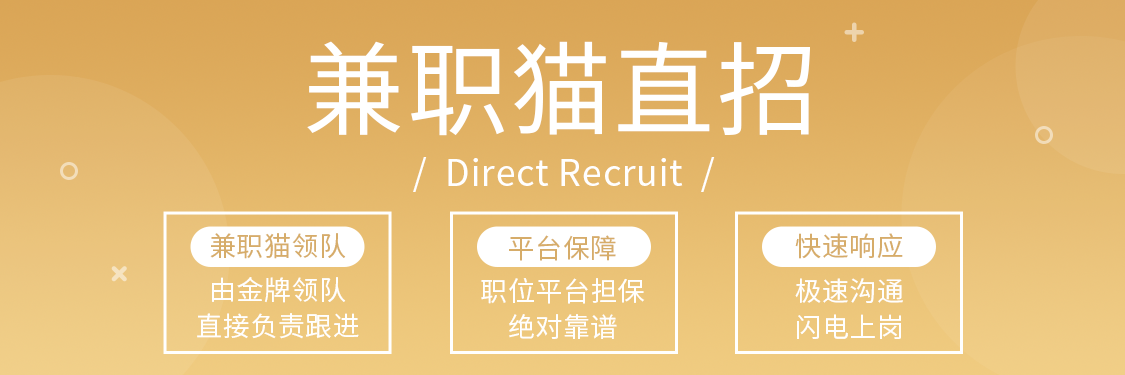 兼职猫直招
/ Direct Recruit /
兼职猫领队
由金牌领队
直接负责跟进
平台保障
职位平台担保
绝对靠谱
快速响应
极速沟通
闪电上岗